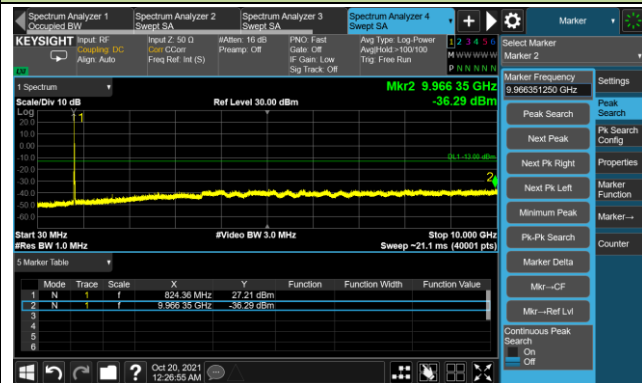 Spectrum Analyzer 1
Occupied BW
Spectrum Analyzer 2
Swept SA
Spectrum Analyzer 3
Swept SA
Spectrum Analyzer 4
Swept SA
Marker
KEYSIGHT
Input: RF
Coupling: DC
Align: Auto
Input Z: 50 Ω
Corr CCorr
Freq Ref: Int (S)
#Atten: 16 dB
Preamp: Off
PNO: Fast
Gate: Off
IF Gain: Low
Sig Track: Off
Avg Type: Log-Power
Avg|Hold:>100/100
Trig: Free Run
1 2 3 4 5 6
M W W W W W
P N N N N N
Select Marker
Marker 2
LXI
1 Spectrum
Mkr2 9.966 35 GHz
Scale/Div 10 dB
Ref Level 30.00 dBm
-36.29 dBm
Log
20.0
10.0
0.00
-10.0
-20.0
-30.0
-40.0
-50.0
-60.0
1
DL1 -13.00 dBm
2
Start 30 MHz
#Video BW 3.0 MHz
Stop 10.000 GHz
#Res BW 1.0 MHz
Sweep ~21.1 ms (40001 pts)
5 Marker Table
Mode Trace Scale X Y Function Function Width Function Value
1 N 1 f 824.36 MHz 27.21 dBm
2 N 1 f 9.966 35 GHz -36.29 dBm
3
4
5
6
Marker Frequency
9.966351250 GHz
Peak Search
Next Peak
Next Pk Right
Next Pk Left
Minimum Peak
Pk-Pk Search
Marker Delta
Mkr→CF
Mkr→Ref Lvl
Continuous Peak
Search
On
Off
Settings
Peak
Search
Pk Search
Config
Properties
Marker
Function
Marker→
Counter
?
Oct 20, 2021
12:26:55 AM